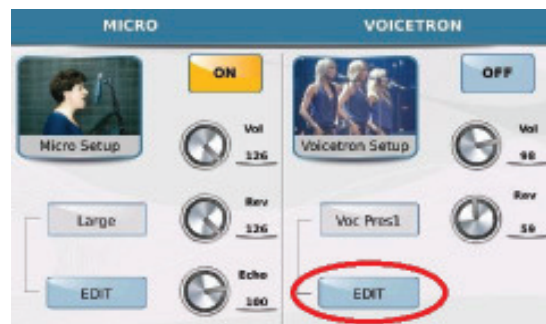 MICRO
VOICETRON
ON
OFF
Micro Setup
Vol
126
Voicetron Setup
Vol
98
Large
Rev
126
Voc Pres1
Rev
59
EDIT
Echo
100
EDIT